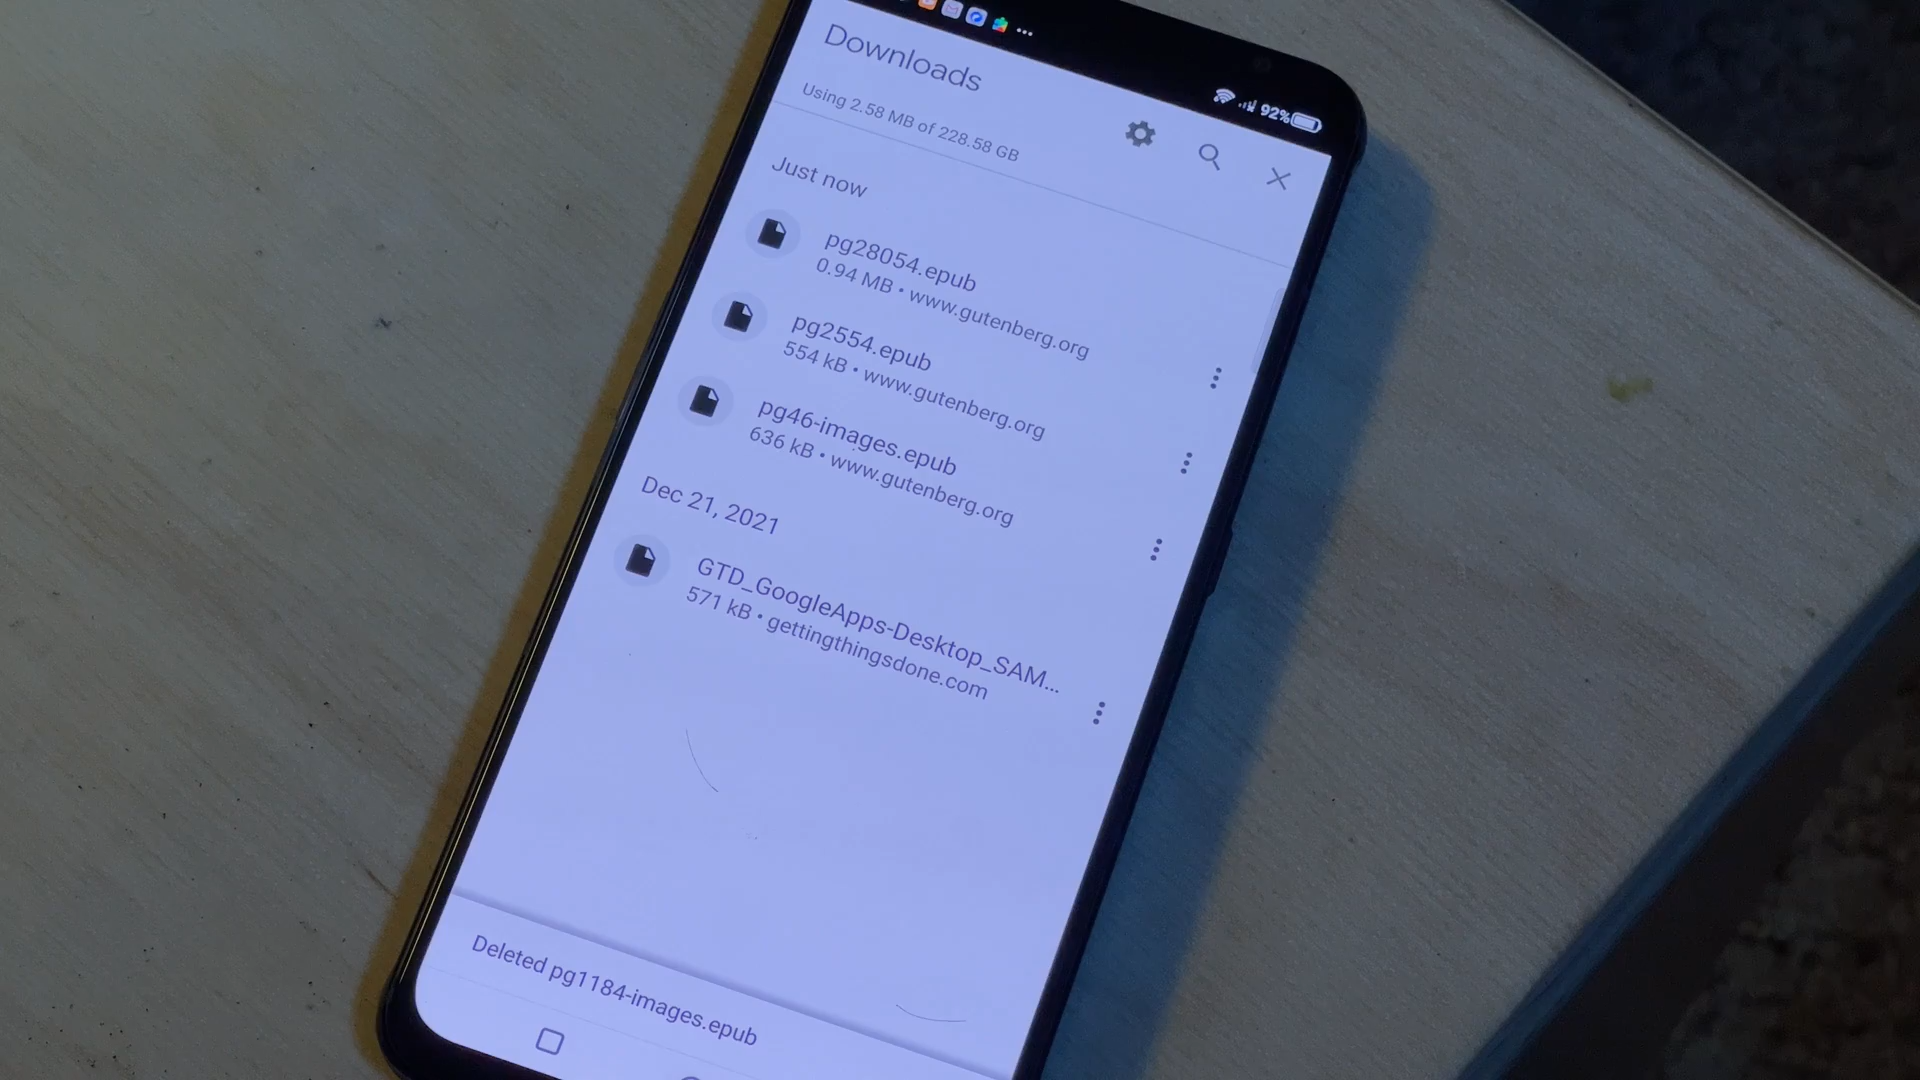 92%
Downloads
Using 2.58 MB of 228.58 GB
Just now
pg28054.epub
0.94 MB • www.gutenberg.org
pg2554.epub
554 kB • www.gutenberg.org
pg46-images.epub
636 kB • www.gutenberg.org
Dec 21, 2021
GTD_GoogleApps-Desktop_SAM...
571 kB • gettingthingsdone.com
Deleted pg1184-images.epub